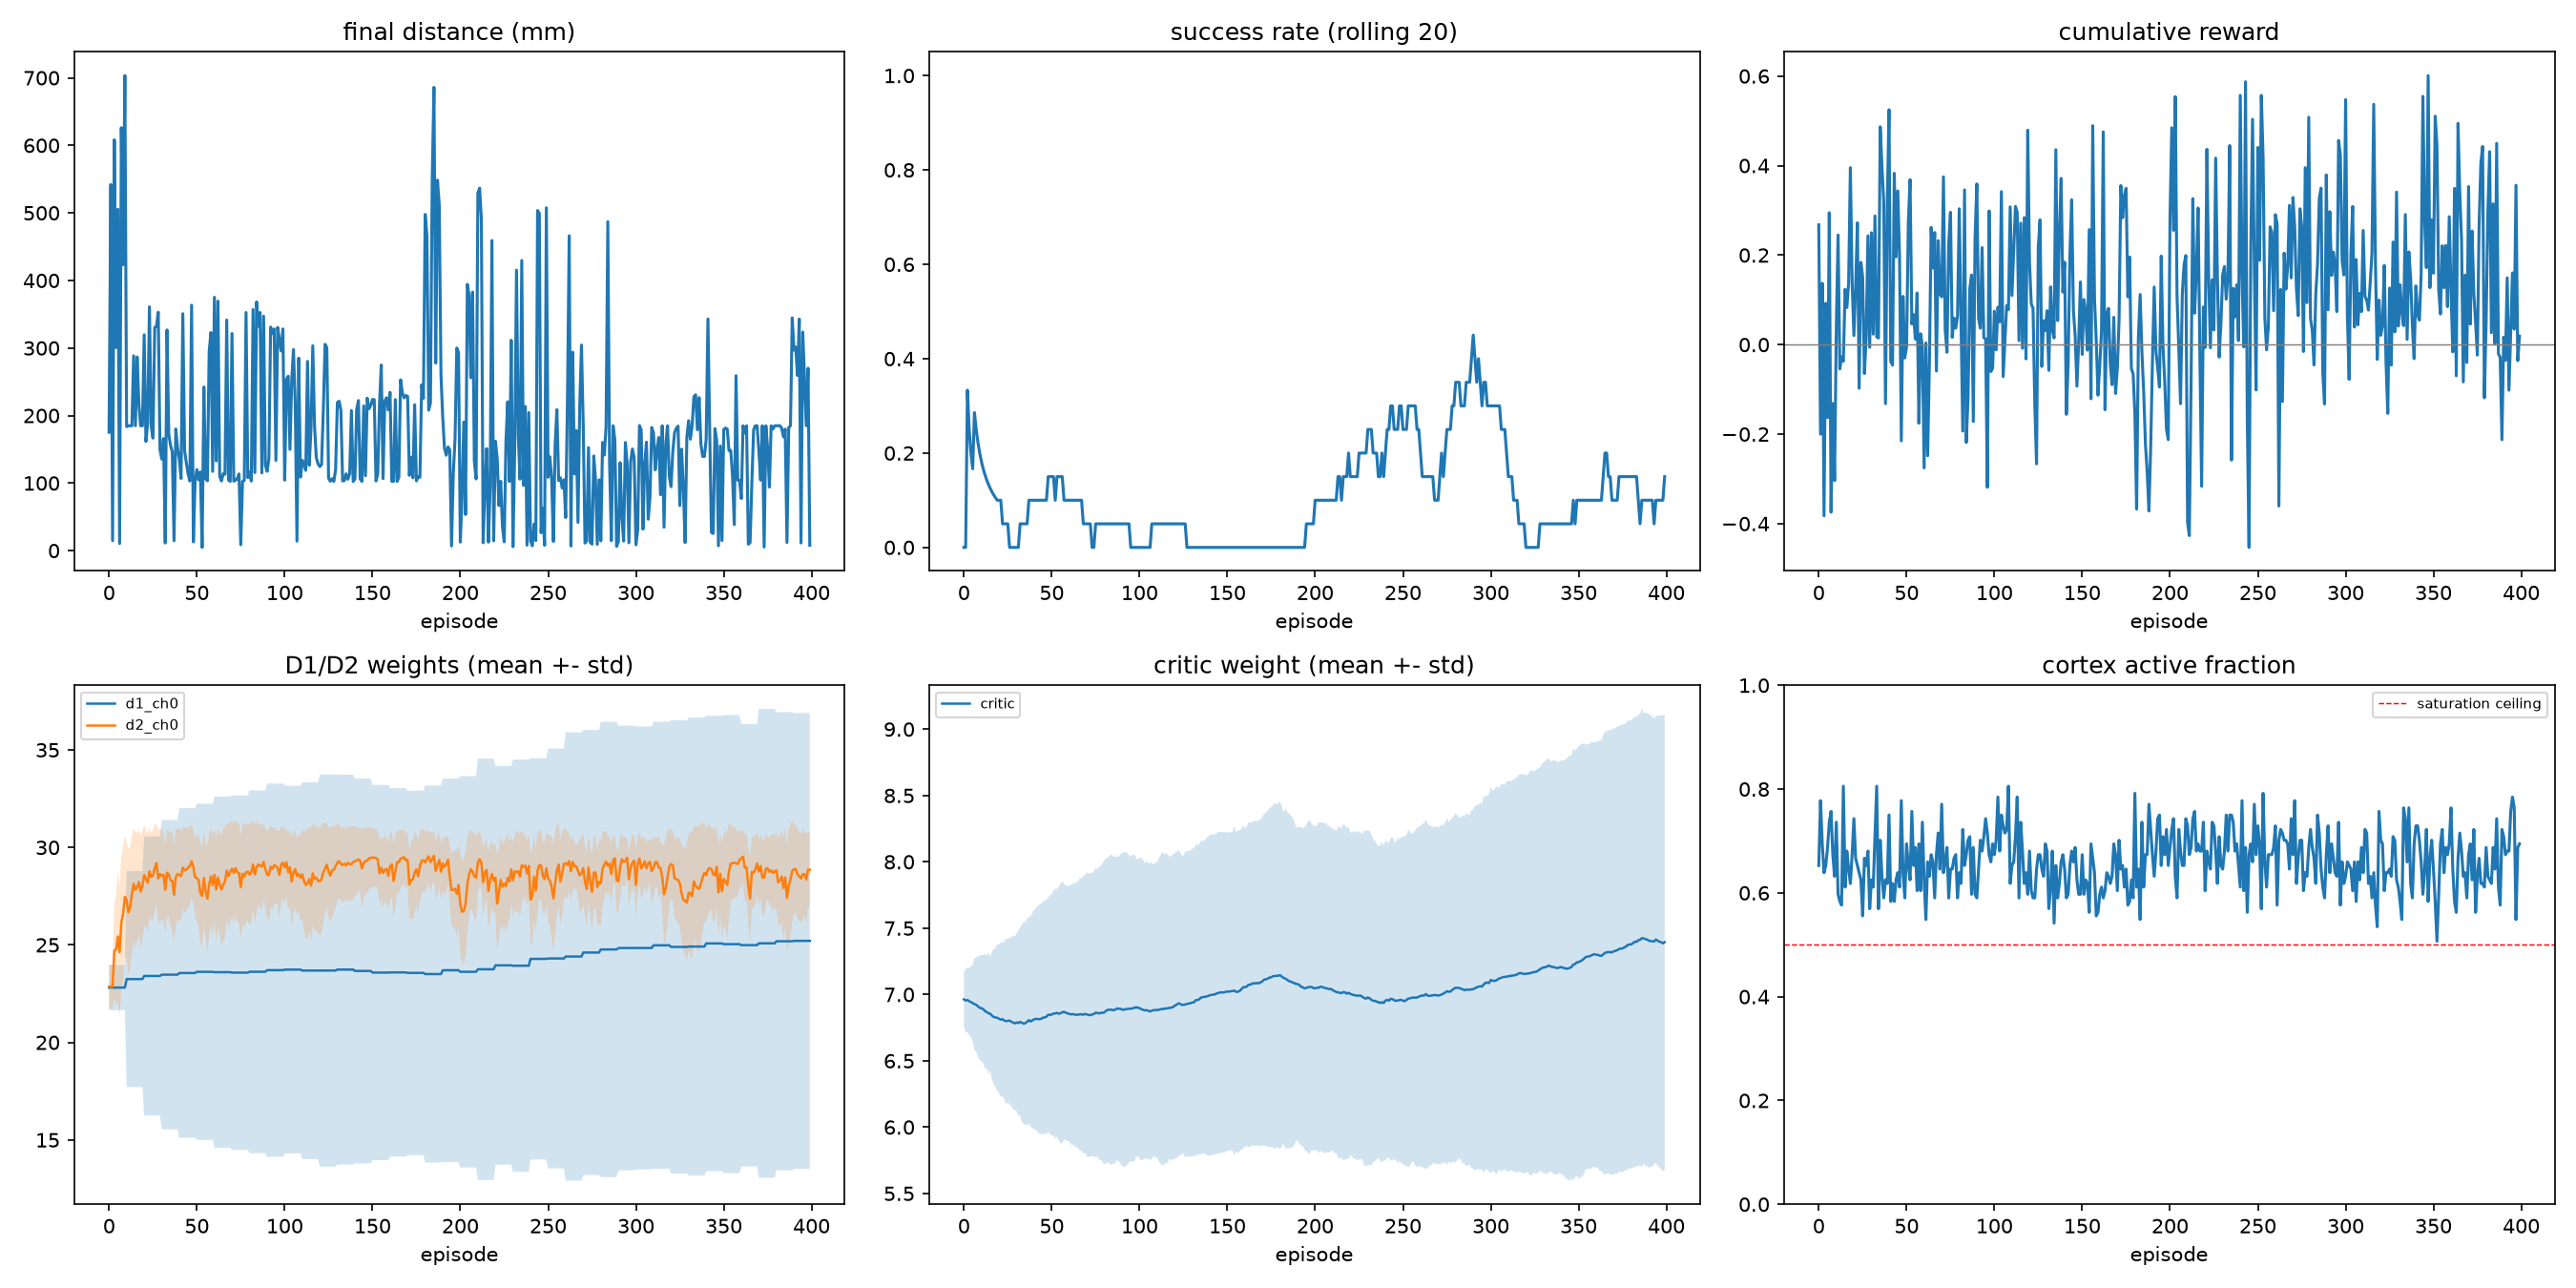 final distance (mm)
700
600
500
400
300
200
100
0
0 50 100 150 200 250 300 350 400
episode
success rate (rolling 20)
1.0
0.8
0.6
0.4
0.2
0.0
0 50 100 150 200 250 300 350 400
episode
cumulative reward
0.6
0.4
0.2
0.0
−0.2
−0.4
0 50 100 150 200 250 300 350 400
episode
D1/D2 weights (mean +- std)
d1_ch0
d2_ch0
35
30
25
20
15
0 50 100 150 200 250 300 350 400
episode
critic weight (mean +- std)
critic
9.0
8.5
8.0
7.5
7.0
6.5
6.0
5.5
0 50 100 150 200 250 300 350 400
episode
cortex active fraction
saturation ceiling
1.0
0.8
0.6
0.4
0.2
0.0
0 50 100 150 200 250 300 350 400
episode